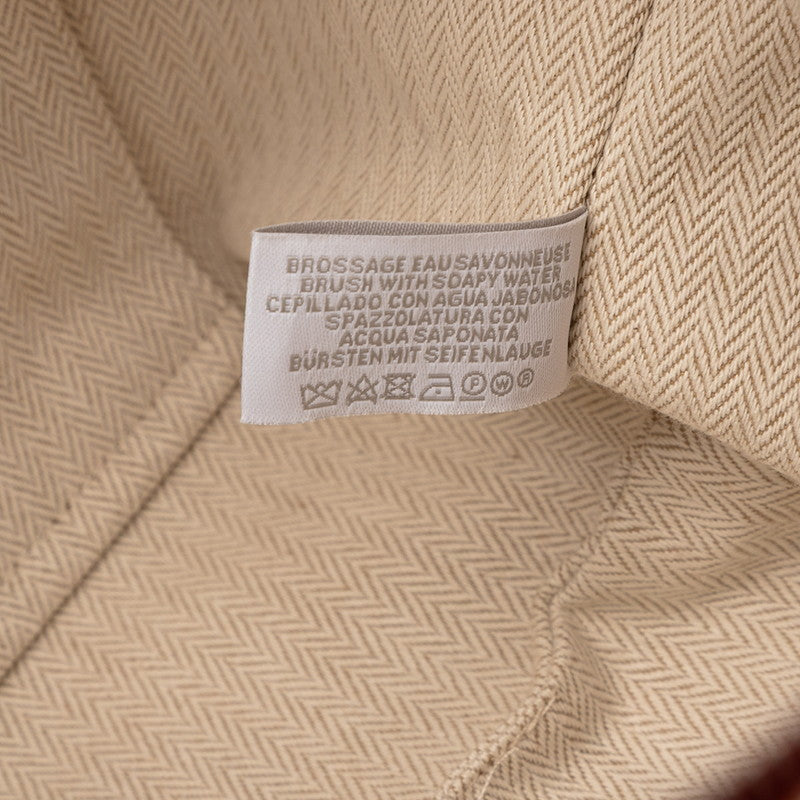 BROSSAGE EAU SAVONNEUSE
BRUSH WITH SOAPY WATER
CEPILLADO CON AGUA JABONOSA
SPAZZOLATURA CON
ACQUA SAPONATA
BÜRSTEN MIT SEIFENLAUGE
P W R